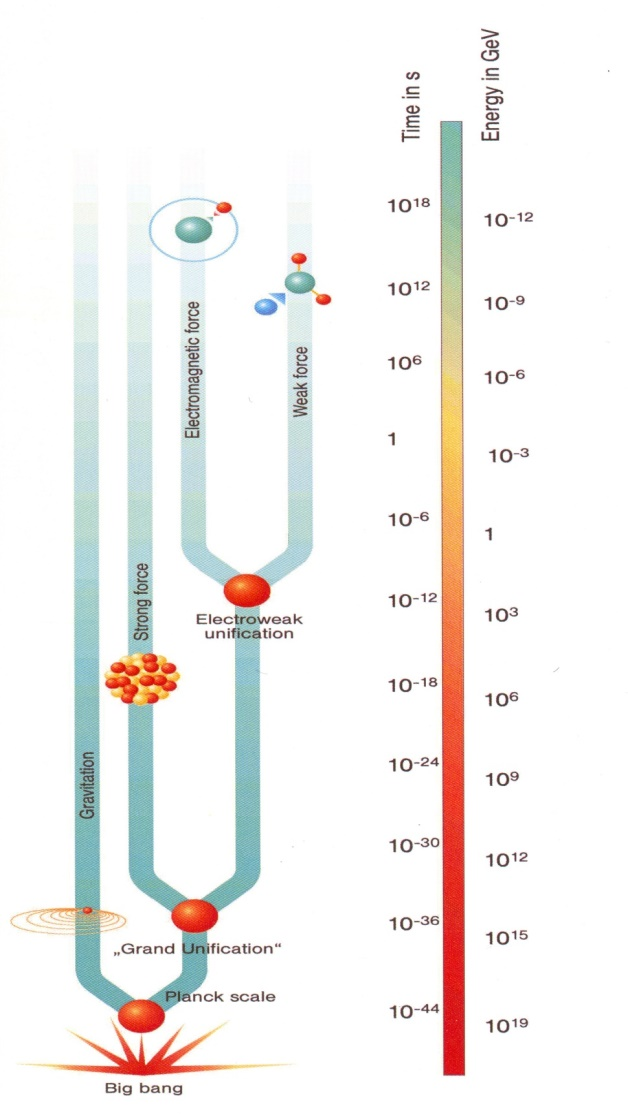 Time in s
Energy in GeV
10^18
10^-12
10^12
10^-9
Electromagnetic force
Weak force
10^6
10^-6
1
10^-3
10^-6
1
Strong force
10^-12
10^3
Electroweak
unification
10^-18
10^6
Gravitation
10^-24
10^9
10^-30
10^12
10^-36
10^15
„Grand Unification“
Planck scale
10^-44
10^19
Big bang